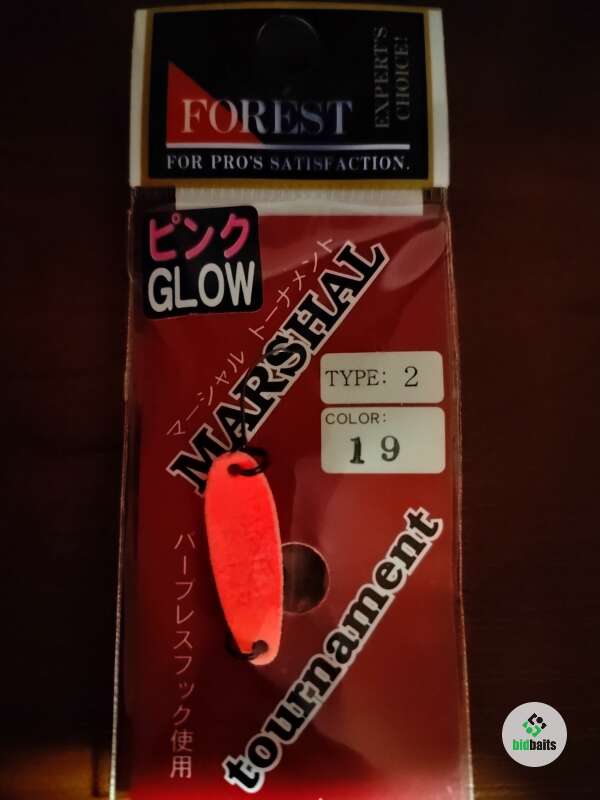 FOREST
EXPERT'S
CHOICE!
FOR PRO'S SATISFACTION.
ピンク
GLOW
マーシャル トーナメント
MARSHAL
TYPE: 2
COLOR:
19
バーブレスフック使用
tournament
bidbaits